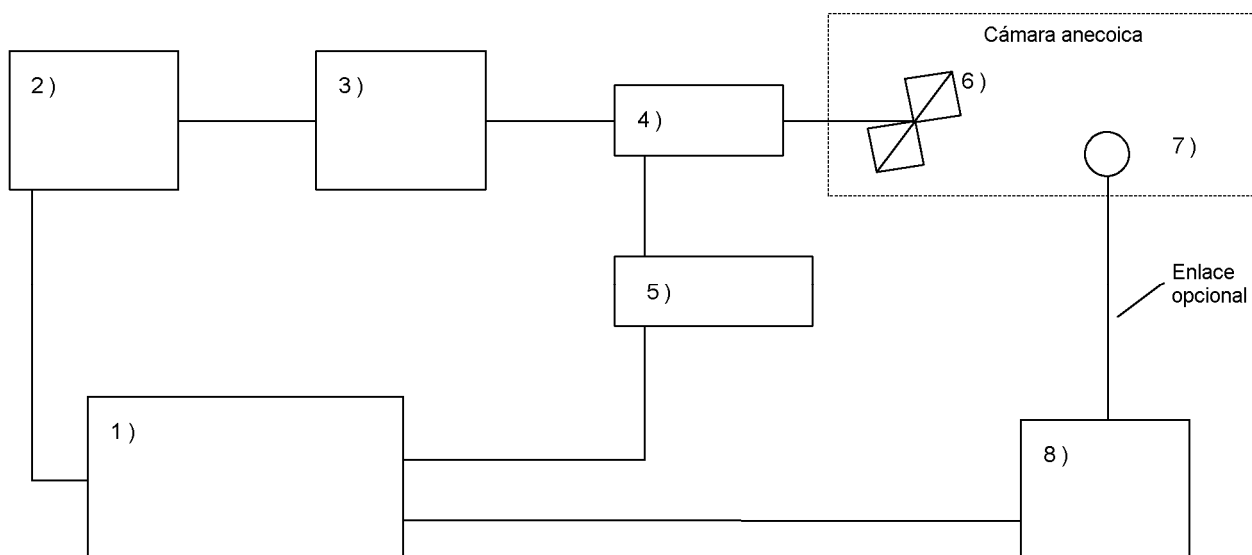 Cámara anecoica
2)
3)
4)
6)
7)
5)
Enlace
opcional
1)
8)